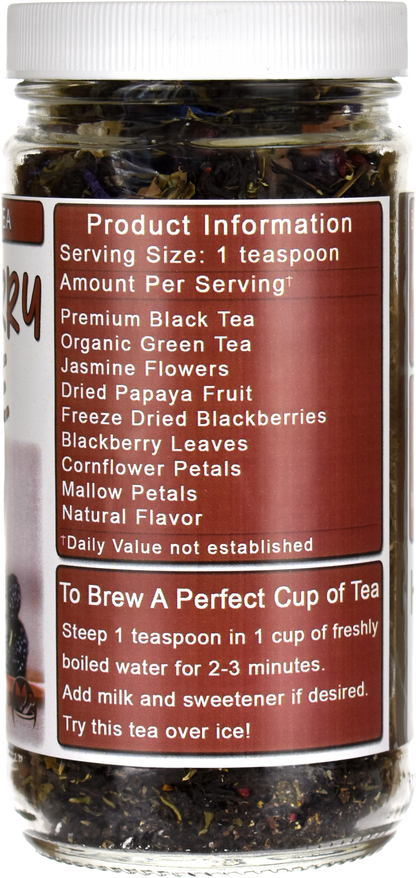 Product Information
Serving Size: 1 teaspoon
Amount Per Serving†
Premium Black Tea
Organic Green Tea
Jasmine Flowers
Dried Papaya Fruit
Freeze Dried Blackberries
Blackberry Leaves
Cornflower Petals
Mallow Petals
Natural Flavor
†Daily Value not established
To Brew A Perfect Cup of Tea
Steep 1 teaspoon in 1 cup of freshly
boiled water for 2-3 minutes.
Add milk and sweetener if desired.
Try this tea over ice!